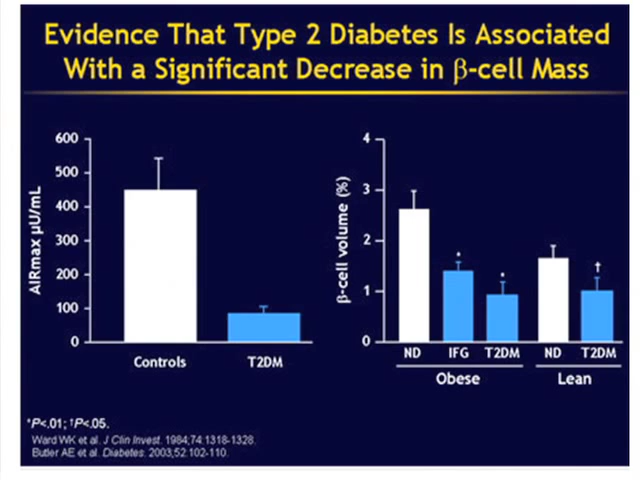 Evidence That Type 2 Diabetes Is Associated
With a Significant Decrease in β-cell Mass
AIRmax µU/mL
600
500
400
300
200
100
0
Controls
T2DM
β-cell volume (%)
4
3
2
1
0
*
*
†
ND
IFG
T2DM
ND
T2DM
Obese
Lean
*P<.01; †P<.05.
Ward WK et al. J Clin Invest. 1984;74:1318-1328.
Butler AE et al. Diabetes. 2003;52:102-110.